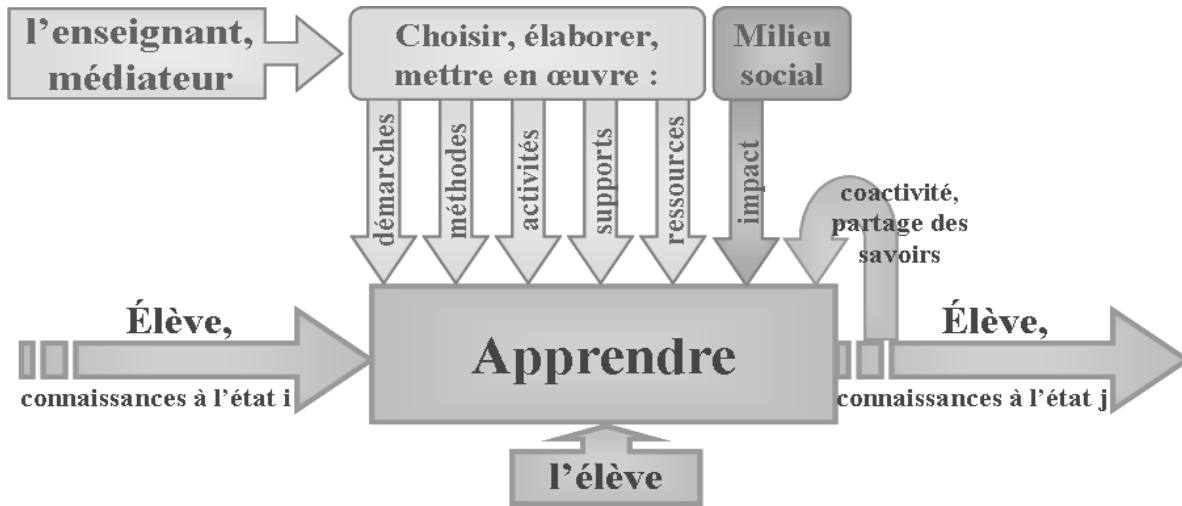 l'enseignant,
médiateur
Choisir, élaborer,
mettre en œuvre :
Milieu
social
démarches
méthodes
activités
supports
ressources
impact
coactivité,
partage des
savoirs
Élève,
connaissances à l'état i
Apprendre
Élève,
connaissances à l'état j
l'élève